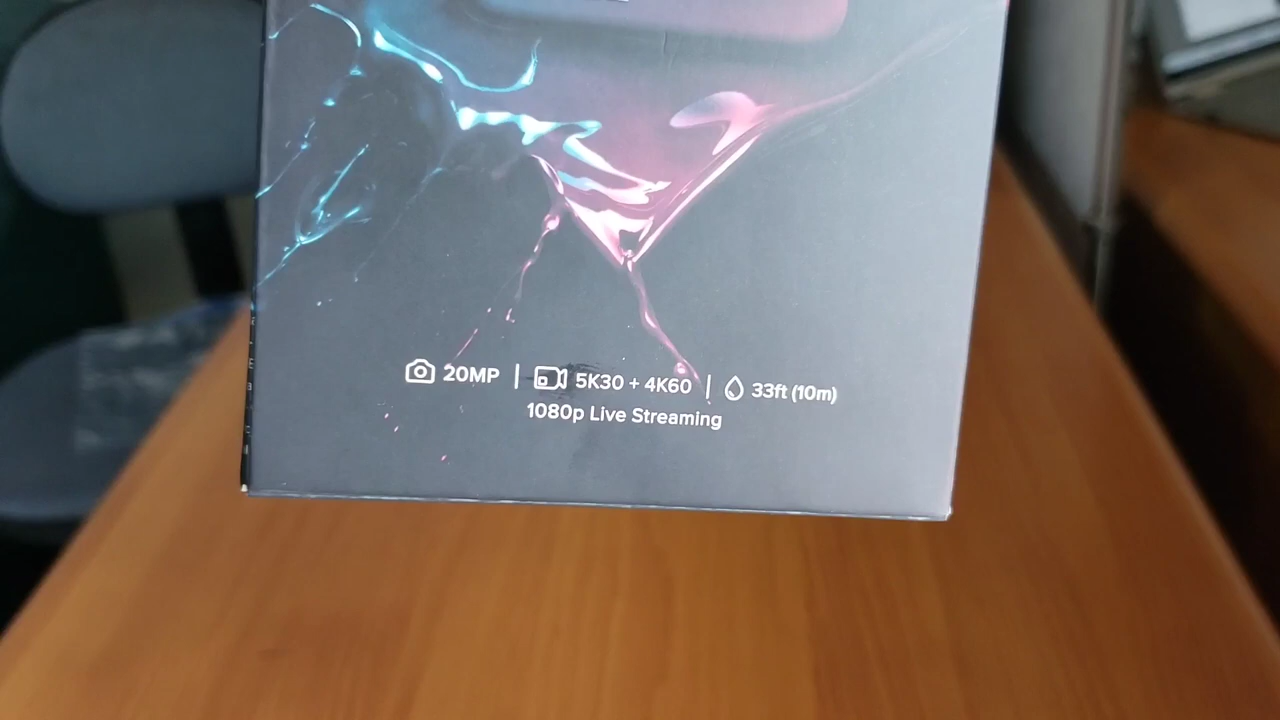 20MP | 5K30 + 4K60 | 33ft (10m)
1080p Live Streaming